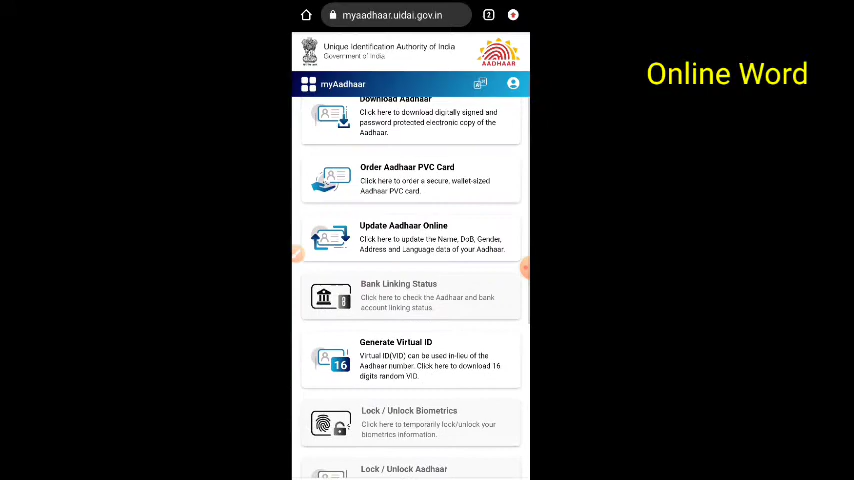 myaadhaar.uidai.gov.in
2
Unique Identification Authority of India
Government of India
AADHAAR
myAadhaar
Online Word
Download Aadhaar
Click here to download digitally signed and
password protected electronic copy of the
Aadhaar.
Order Aadhaar PVC Card
Click here to order a secure, wallet-sized
Aadhaar PVC card.
Update Aadhaar Online
Click here to update the Name, DoB, Gender,
Address and Language data of your Aadhaar.
Bank Linking Status
Click here to check the Aadhaar and bank
account linking status.
Generate Virtual ID
Virtual ID(VID) can be used in-lieu of the
Aadhaar number. Click here to download 16
digits random VID.
16
Lock / Unlock Biometrics
Click here to temporarily lock/unlock your
biometrics information.
Lock / Unlock Aadhaar